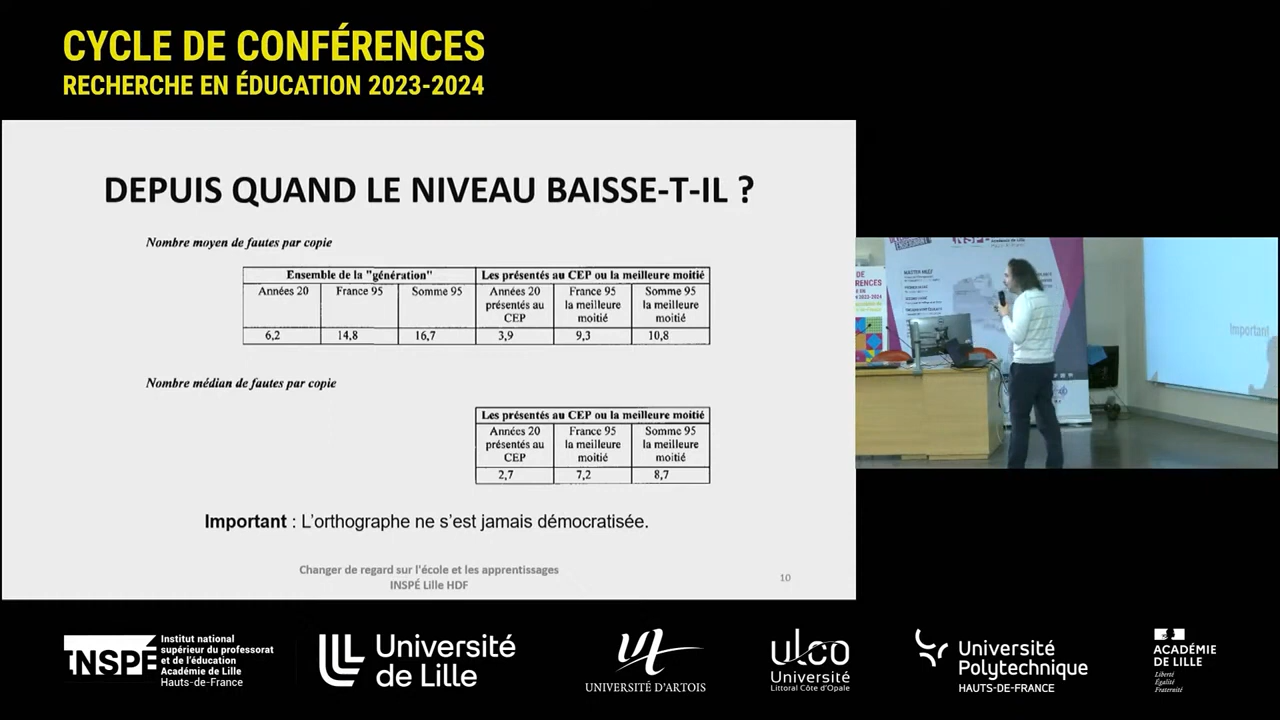 CYCLE DE CONFÉRENCES
RECHERCHE EN ÉDUCATION 2023-2024
DEPUIS QUAND LE NIVEAU BAISSE-T-IL ?
Nombre moyen de fautes par copie
Ensemble de la "génération" Les présentés au CEP ou la meilleure moitié
Années 20 France 95 Somme 95 Années 20 présentés au CEP France 95 la meilleure moitié Somme 95 la meilleure moitié
6,2 14,8 16,7 3,9 9,3 10,8
Nombre médian de fautes par copie
Les présentés au CEP ou la meilleure moitié
Années 20 présentés au CEP France 95 la meilleure moitié Somme 95 la meilleure moitié
2,7 7,2 8,7
Important : L'orthographe ne s'est jamais démocratisée.
Changer de regard sur l'école et les apprentissages
INSPÉ Lille HDF
10
Important
INSPÉ
Institut national
supérieur du professorat
et de l'éducation
Académie de Lille
Hauts-de-France
Université
de Lille
UNIVERSITÉ D'ARTOIS
ulco
Université
Littoral Côte d'Opale
Université
Polytechnique
HAUTS-DE-FRANCE
ACADÉMIE
DE LILLE
Liberté
Égalité
Fraternité